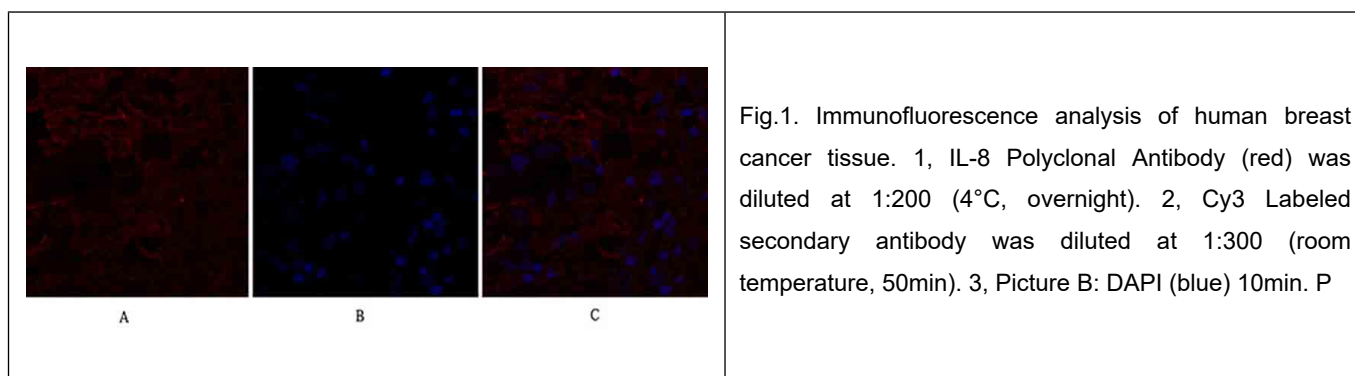 A
B
C
Fig.1. Immunofluorescence analysis of human breast
cancer tissue. 1, IL-8 Polyclonal Antibody (red) was
diluted at 1:200 (4°C, overnight). 2, Cy3 Labeled
secondary antibody was diluted at 1:300 (room
temperature, 50min). 3, Picture B: DAPI (blue) 10min. P